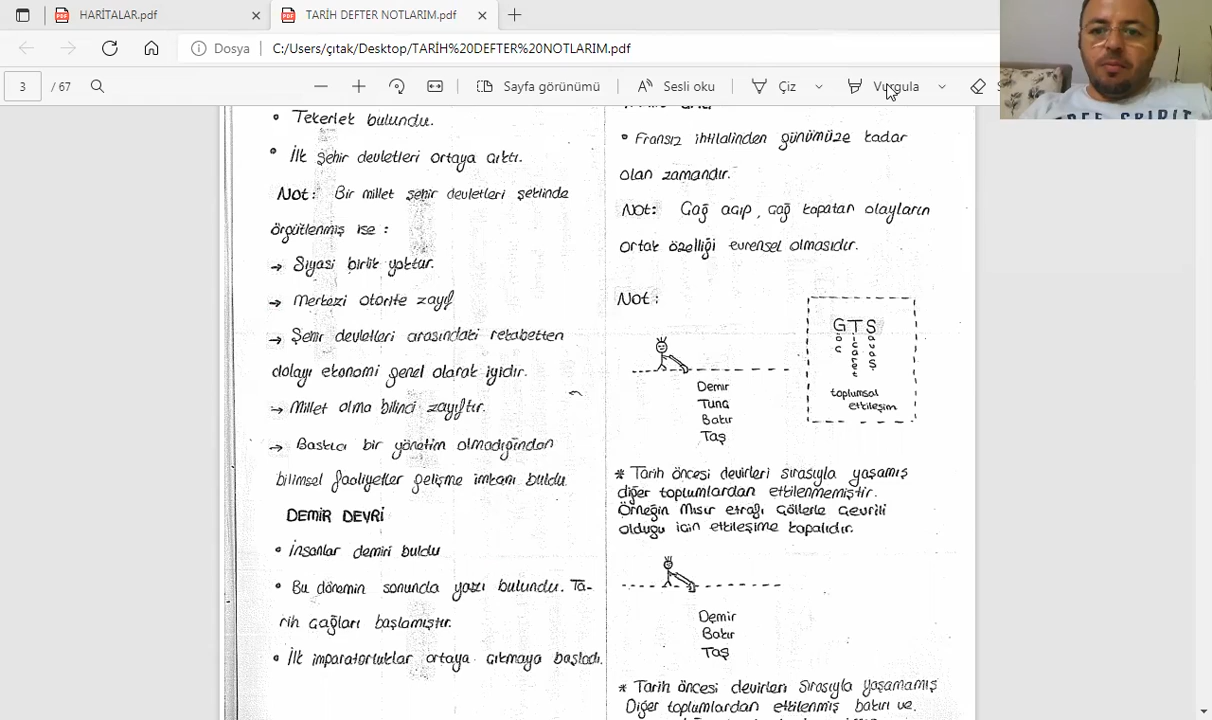 HARİTALAR.pdf
TARİH DEFTER NOTLARIM.pdf
Dosya
C:/Users/çıtak/Desktop/TARİH%20DEFTER%20NOTLARIM.pdf
3 / 67
Sayfa görünümü
Sesli oku
Çiz
Vurgula
• Tekerlek bulundu.
• İlk şehir devletleri ortaya çıktı.
Not: Bir millet şehir devletleri şeklinde
örgütlenmiş ise :
→ Siyasi birlik yoktur.
→ Merkezi otorite zayıf
→ Şehir devletleri arasındaki rekabetten
dolayı ekonomi genel olarak iyidir.
→ Millet olma bilinci zayıftır.
→ Baskıcı bir yönetim olmadığından
bilimsel faaliyetler gelişme imkanı buldu
DEMİR DEVRİ
• İnsanlar demiri buldu
• Bu dönemin sonunda yazı bulundu. Ta-
rih çağları başlamıştır.
• İlk imparatorluklar ortaya çıkmaya başladı.
• Fransız ihtilalinden günümüze kadar
olan zamandır.
Not: Çağ açıp, çağ kapatan olayların
ortak özelliği evrensel olmasıdır.
Not:
Demir
Tunç
Bakır
Taş
GTS
Göç
Ticaret
Savaş
toplumsal
etkileşim
* Tarih öncesi devirleri sırasıyla yaşamış
diğer toplumlardan etkilenmemiştir.
Örneğin Mısır etrafı Çöllerle Çevrili
olduğu için etkileşime kapalıdır.
Demir
Bakır
Taş
* Tarih öncesi devirleri Sırasıyla yaşamamış
Diğer toplumlardan etkilenmiş bakırı ve